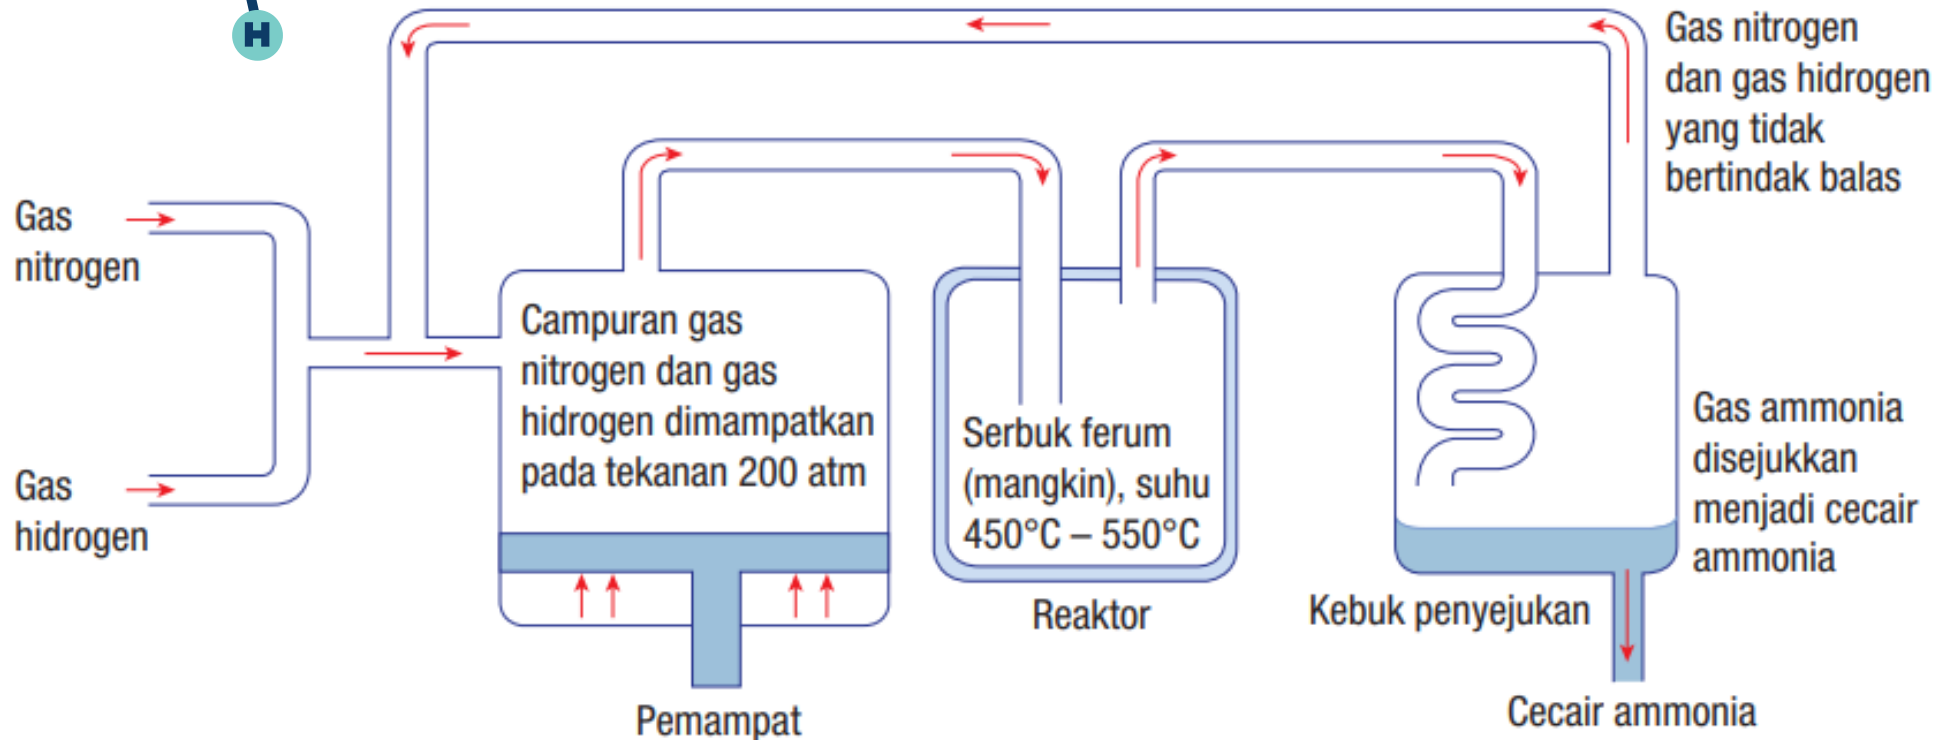 H
Gas nitrogen
dan gas hidrogen
yang tidak
bertindak balas
Gas
nitrogen
Gas
hidrogen
Campuran gas
nitrogen dan gas
hidrogen dimampatkan
pada tekanan 200 atm
Pemampat
Serbuk ferum
(mangkin), suhu
450°C – 550°C
Reaktor
Gas ammonia
disejukkan
menjadi cecair
ammonia
Kebuk penyejukan
Cecair ammonia